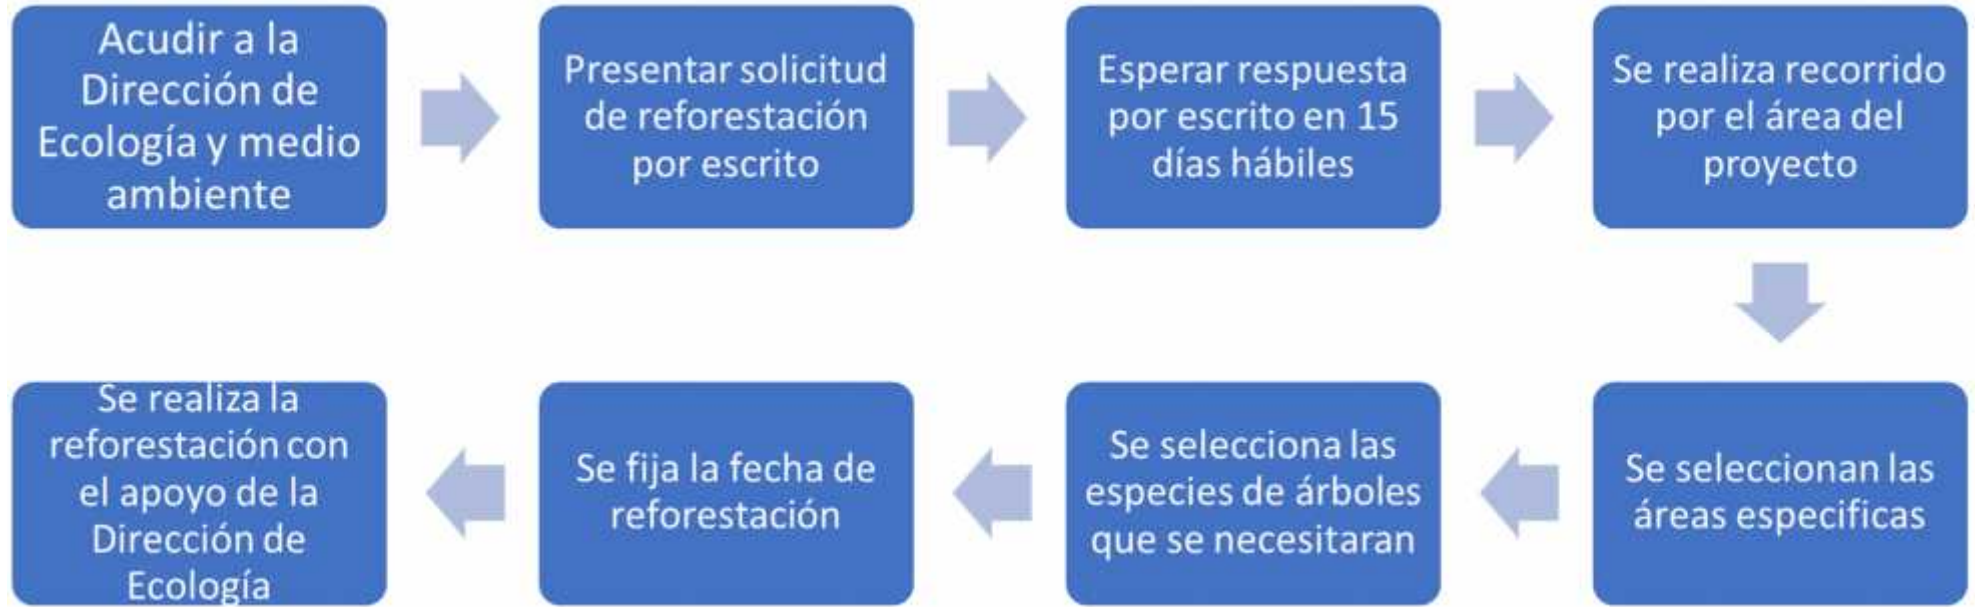 Acudir a la
Dirección de
Ecología y medio
ambiente
Presentar solicitud
de reforestación
por escrito
Esperar respuesta
por escrito en 15
días hábiles
Se realiza recorrido
por el área del
proyecto
Se seleccionan las
áreas especificas
Se selecciona las
especies de árboles
que se necesitaran
Se fija la fecha de
reforestación
Se realiza la
reforestación con
el apoyo de la
Dirección de
Ecología